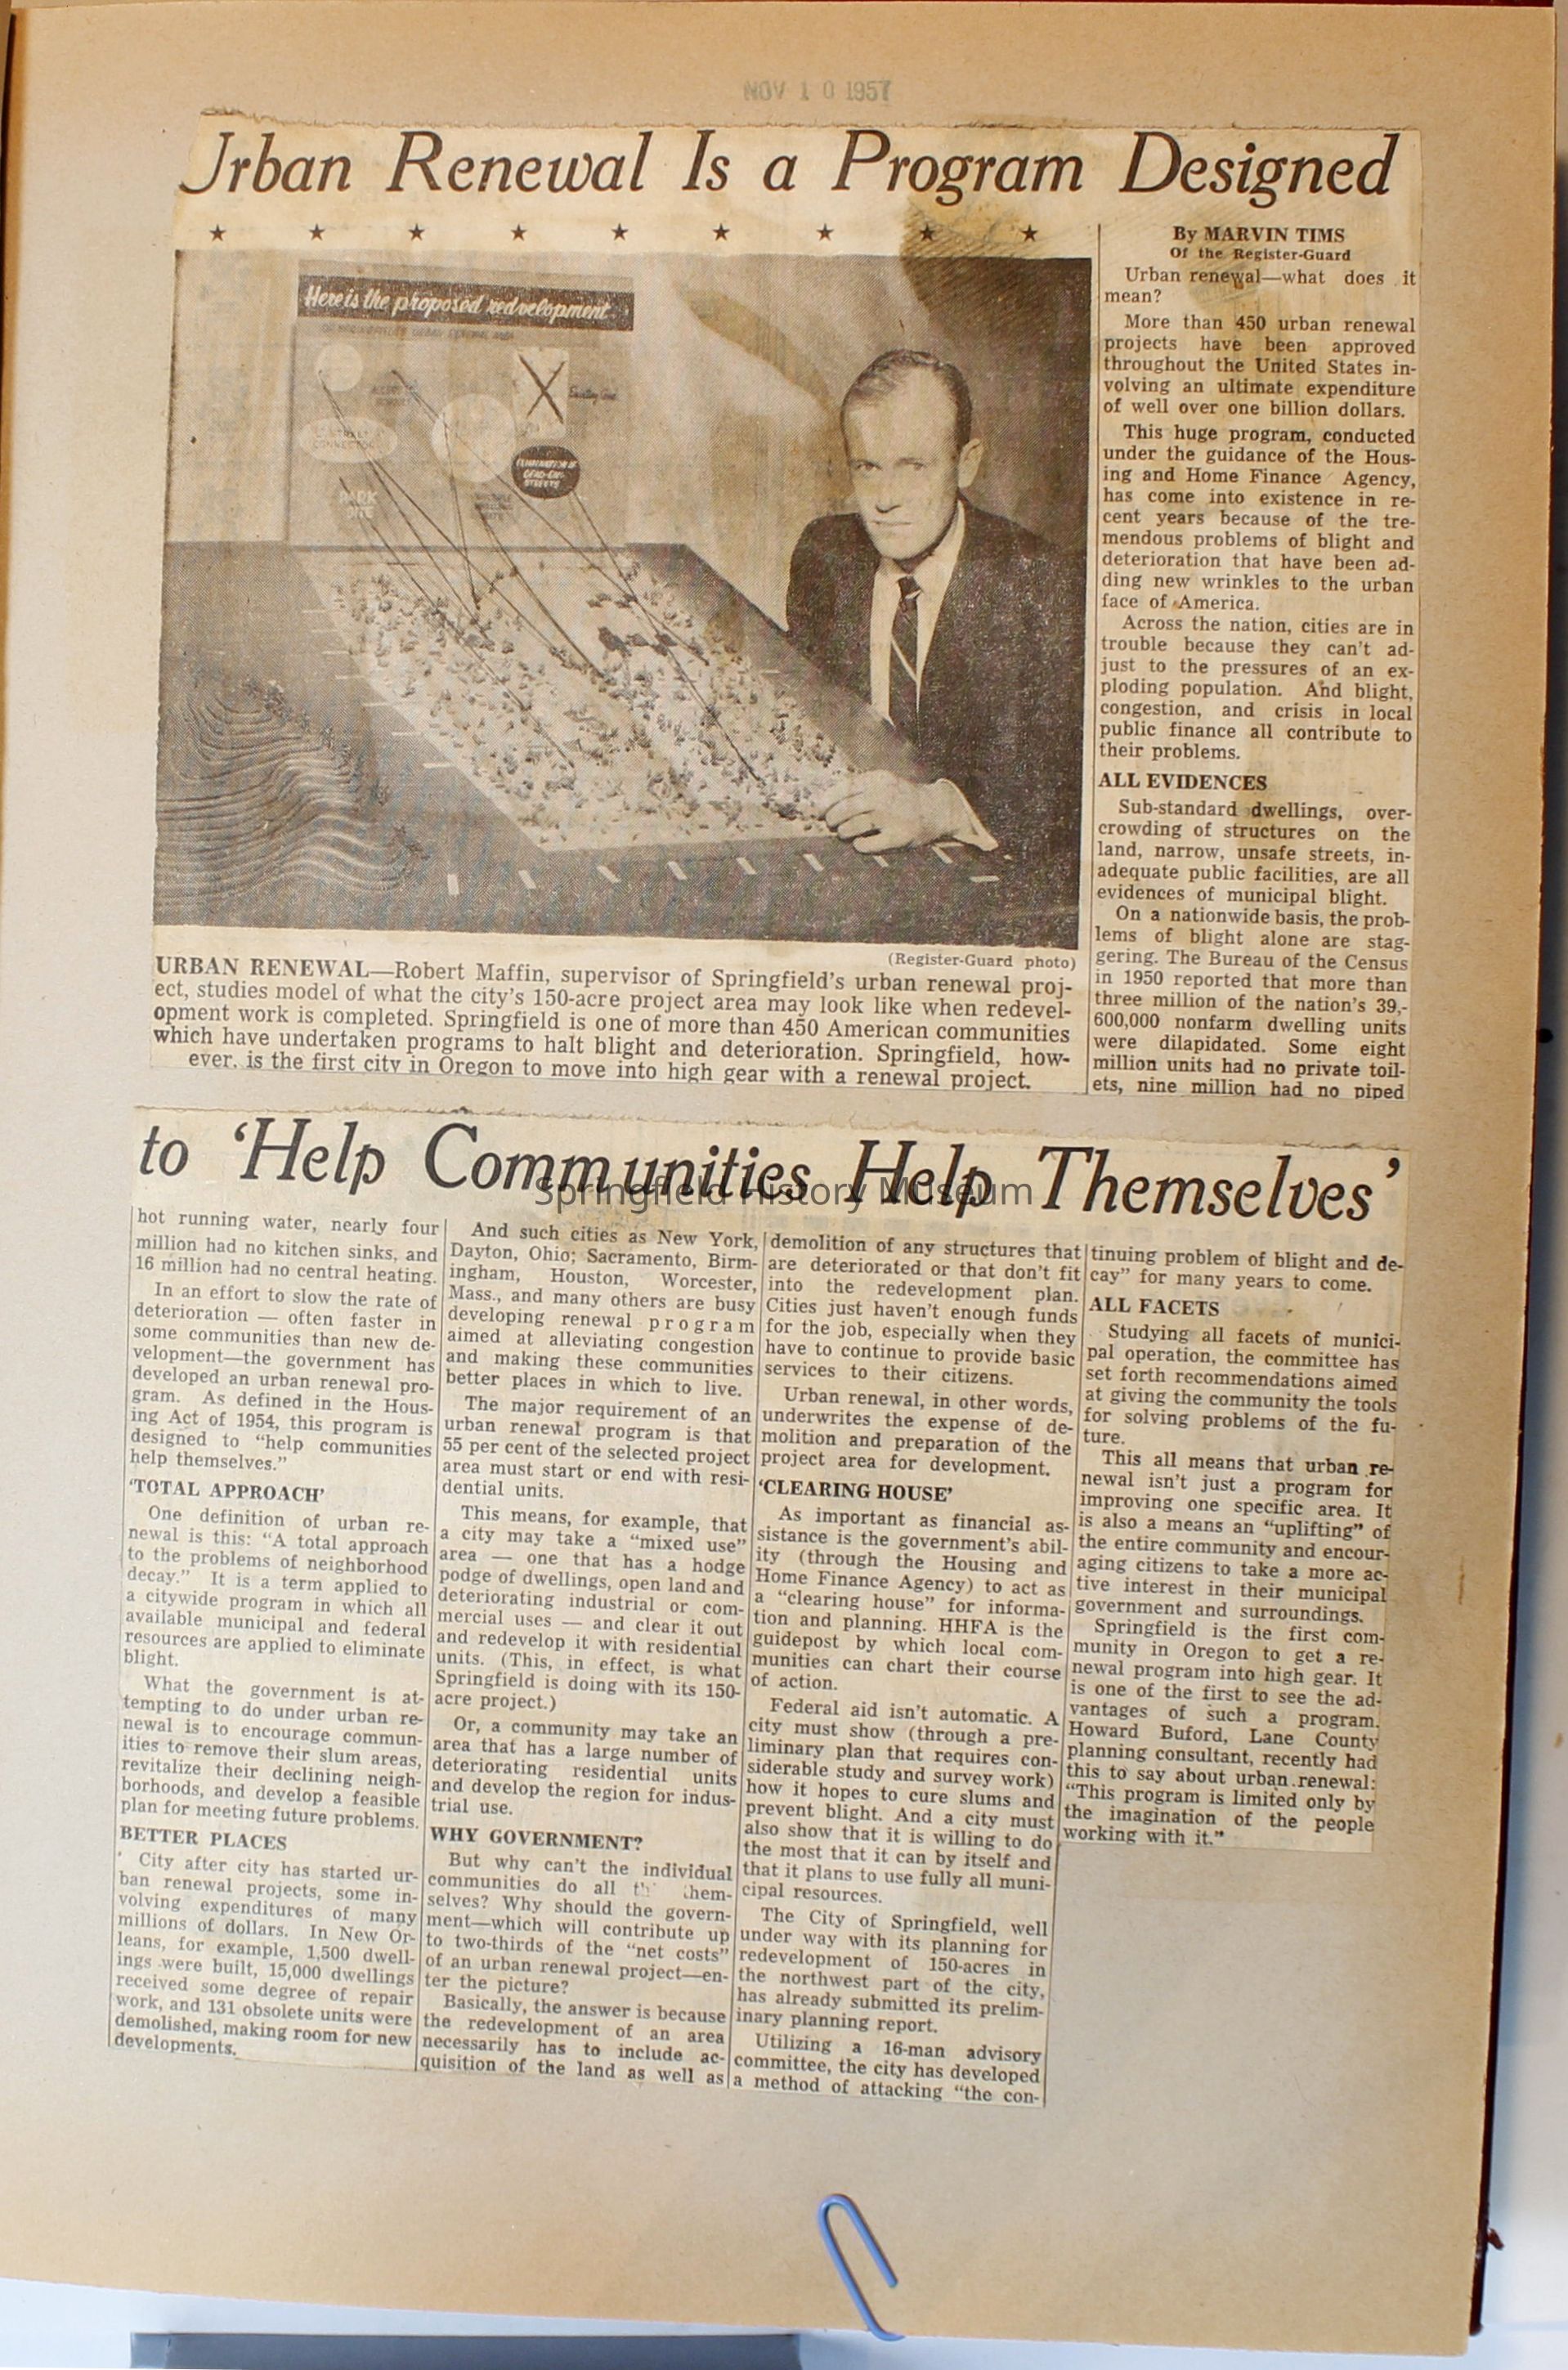 NOV 10 1957
Urban Renewal Is a Program Designed
Here is the proposed redvelopment
PARK SITE
ELIMINATION OF
DEAD-END
STREETS
(Register-Guard photo)
URBAN RENEWAL—Robert Maffin, supervisor of Springfield's urban renewal proj-
ect, studies model of what the city's 150-acre project area may look like when redevel-
opment work is completed. Springfield is one of more than 450 American communities
which have undertaken programs to halt blight and deterioration. Springfield, how-
ever, is the first city in Oregon to move into high gear with a renewal project.
By MARVIN TIMS
Of the Register-Guard
Urban renewal—what does it
mean?
More than 450 urban renewal
projects have been approved
throughout the United States in-
volving an ultimate expenditure
of well over one billion dollars.
This huge program, conducted
under the guidance of the Hous-
ing and Home Finance Agency,
has come into existence in re-
cent years because of the tre-
mendous problems of blight and
deterioration that have been ad-
ding new wrinkles to the urban
face of America.
Across the nation, cities are in
trouble because they can't ad-
just to the pressures of an ex-
ploding population. And blight,
congestion, and crisis in local
public finance all contribute to
their problems.
ALL EVIDENCES
Sub-standard dwellings, over-
crowding of structures on the
land, narrow, unsafe streets, in-
adequate public facilities, are all
evidences of municipal blight.
On a nationwide basis, the prob-
lems of blight alone are stag-
gering. The Bureau of the Census
in 1950 reported that more than
three million of the nation's 39,-
600,000 nonfarm dwelling units
were dilapidated. Some eight
million units had no private toil-
ets, nine million had no piped
to 'Help Communities Help Themselves'
Springfield History Museum
hot running water, nearly four
million had no kitchen sinks, and
16 million had no central heating.
In an effort to slow the rate of
deterioration — often faster in
some communities than new de-
velopment—the government has
developed an urban renewal pro-
gram. As defined in the Hous-
ing Act of 1954, this program is
designed to "help communities
help themselves."
'TOTAL APPROACH'
One definition of urban re-
newal is this: "A total approach
to the problems of neighborhood
decay." It is a term applied to
a citywide program in which all
available municipal and federal
resources are applied to eliminate
blight.
What the government is at-
tempting to do under urban re-
newal is to encourage commun-
ities to remove their slum areas,
revitalize their declining neigh-
borhoods, and develop a feasible
plan for meeting future problems.
BETTER PLACES
City after city has started ur-
ban renewal projects, some in-
volving expenditures of many
millions of dollars. In New Or-
leans, for example, 1,500 dwell-
ings were built, 15,000 dwellings
received some degree of repair
work, and 131 obsolete units were
demolished, making room for new
developments.
And such cities as New York,
Dayton, Ohio; Sacramento, Birm-
ingham, Houston, Worcester,
Mass., and many others are busy
developing renewal program
aimed at alleviating congestion
and making these communities
better places in which to live.
The major requirement of an
urban renewal program is that
55 per cent of the selected project
area must start or end with resi-
dential units.
This means, for example, that
a city may take a "mixed use"
area — one that has a hodge
podge of dwellings, open land and
deteriorating industrial or com-
mercial uses — and clear it out
and redevelop it with residential
units. (This, in effect, is what
Springfield is doing with its 150-
acre project.)
Or, a community may take an
area that has a large number of
deteriorating residential units
and develop the region for indus-
trial use.
WHY GOVERNMENT?
But why can't the individual
communities do all them-
selves? Why should the govern-
ment—which will contribute up
to two-thirds of the "net costs"
of an urban renewal project—en-
ter the picture?
Basically, the answer is because
the redevelopment of an area
necessarily has to include ac-
quisition of the land as well as
demolition of any structures that
are deteriorated or that don't fit
into the redevelopment plan.
Cities just haven't enough funds
for the job, especially when they
have to continue to provide basic
services to their citizens.
Urban renewal, in other words,
underwrites the expense of de-
molition and preparation of the
project area for development.
'CLEARING HOUSE'
As important as financial as-
sistance is the government's abil-
ity (through the Housing and
Home Finance Agency) to act as
a "clearing house" for informa-
tion and planning. HHFA is the
guidepost by which local com-
munities can chart their course
of action.
Federal aid isn't automatic. A
city must show (through a pre-
liminary plan that requires con-
siderable study and survey work)
how it hopes to cure slums and
prevent blight. And a city must
also show that it is willing to do
the most that it can by itself and
that it plans to use fully all muni-
cipal resources.
The City of Springfield, well
under way with its planning for
redevelopment of 150-acres in
the northwest part of the city,
has already submitted its prelim-
inary planning report.
Utilizing a 16-man advisory
committee, the city has developed
a method of attacking "the con-
tinuing problem of blight and de-
cay" for many years to come.
ALL FACETS
Studying all facets of munici-
pal operation, the committee has
set forth recommendations aimed
at giving the community the tools
for solving problems of the fu-
ture.
This all means that urban re-
newal isn't just a program for
improving one specific area. It
is also a means an "uplifting" of
the entire community and encour-
aging citizens to take a more ac-
tive interest in their municipal
government and surroundings.
Springfield is the first com-
munity in Oregon to get a re-
newal program into high gear. It
is one of the first to see the ad-
vantages of such a program.
Howard Buford, Lane County
planning consultant, recently had
this to say about urban renewal:
"This program is limited only by
the imagination of the people
working with it."